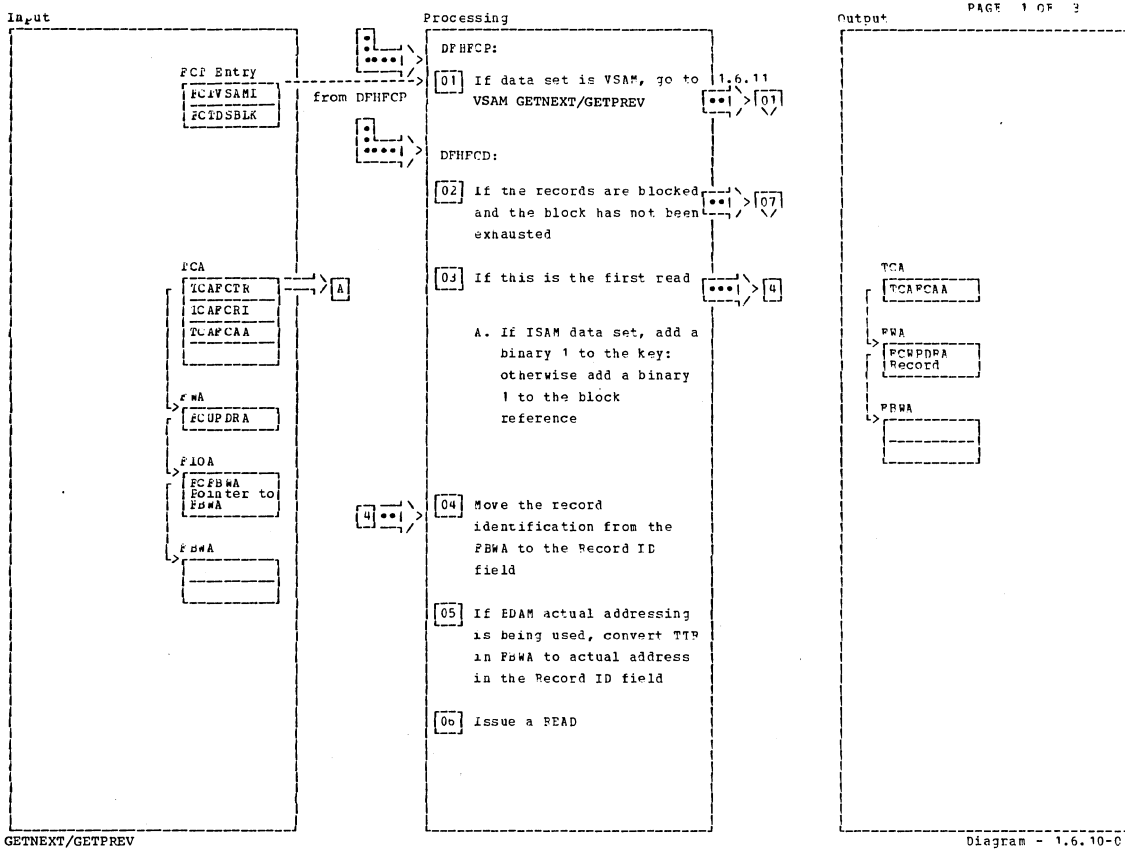 PAGE 1 OF 3
Input
Processing
Output
FCT Entry
FCTVSAMI
FCTDSBLK
from DFHFCP
DFHFCP:
01 If data set is VSAM, go to 1.6.11
VSAM GETNEXT/GETPREV
01
DFHFCD:
02 If the records are blocked
and the block has not been
exhausted
07
TCA
TCAFCTR
TCAFCRI
TCAFCAA
A
03 If this is the first read
4
A. If ISAM data set, add a
binary 1 to the key:
otherwise add a binary
1 to the block
reference
FWA
FCUPDRA
FIOA
FCFBWA
Pointer to
FBWA
FBWA
4
04 Move the record
identification from the
FBWA to the Record ID
field
05 If BDAM actual addressing
is being used, convert TTR
in FBWA to actual address
in the Record ID field
06 Issue a READ
TCA
TCAFCAA
FWA
FCUPDRA
Record
FBWA
GETNEXT/GETPREV
Diagram - 1.6.10-0